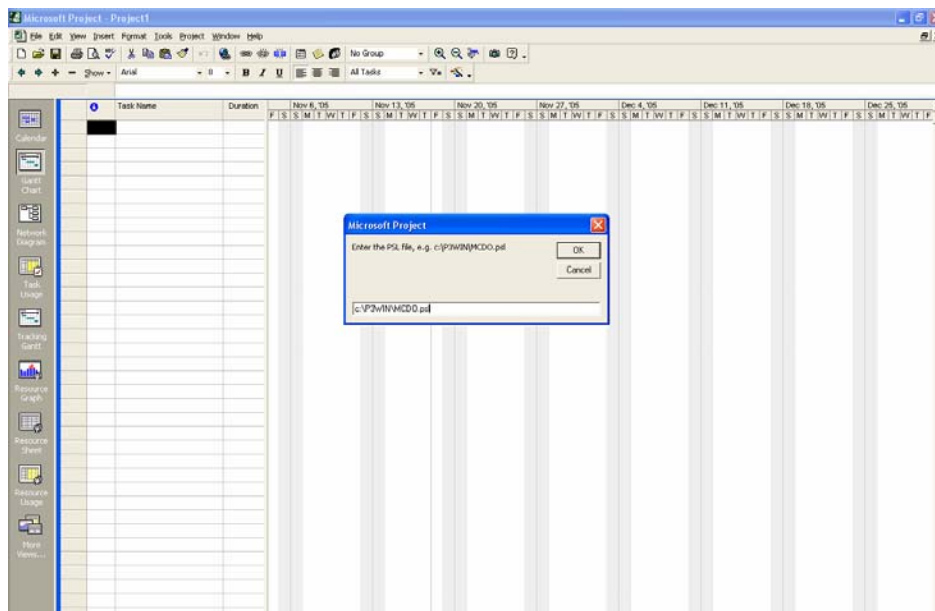 Microsoft Project - Project1
File Edit View Insert Format Tools Project Window Help
No Group
Show Arial 8 B I U All Tasks
Task Name Duration Nov 6, '05 Nov 13, '05 Nov 20, '05 Nov 27, '05 Dec 4, '05 Dec 11, '05 Dec 18, '05 Dec 25, '05
F S S M T W T F S S M T W T F S S M T W T F S S M T W T F S S M T W T F S S M T W T F S S M T W T F S S M T W T F
Calendar
Gantt
Chart
Network
Diagram
Task
Usage
Tracking
Gantt
Resource
Graph
Resource
Sheet
Resource
Usage
More
Views...
Microsoft Project
Enter the PSL file, e.g. c:\P3WIN\MCDO.psl
OK
Cancel
c:\P3WIN\MCDO.psl